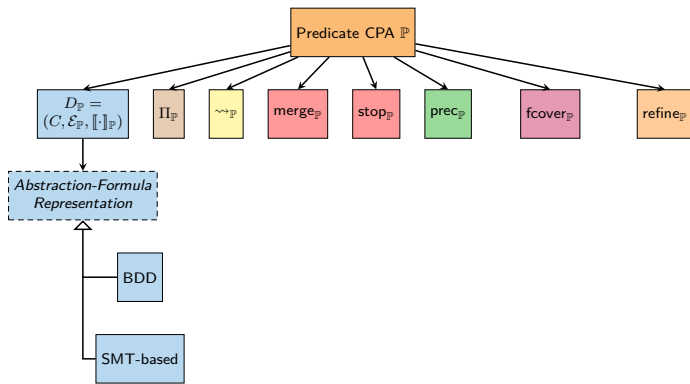 Predicate CPA ℙ
D_ℙ =
(C, ℰ_ℙ, ⟦·⟧_ℙ)
Π_ℙ
⇝_ℙ
merge_ℙ
stop_ℙ
prec_ℙ
fcover_ℙ
refine_ℙ
Abstraction-Formula
Representation
BDD
SMT-based